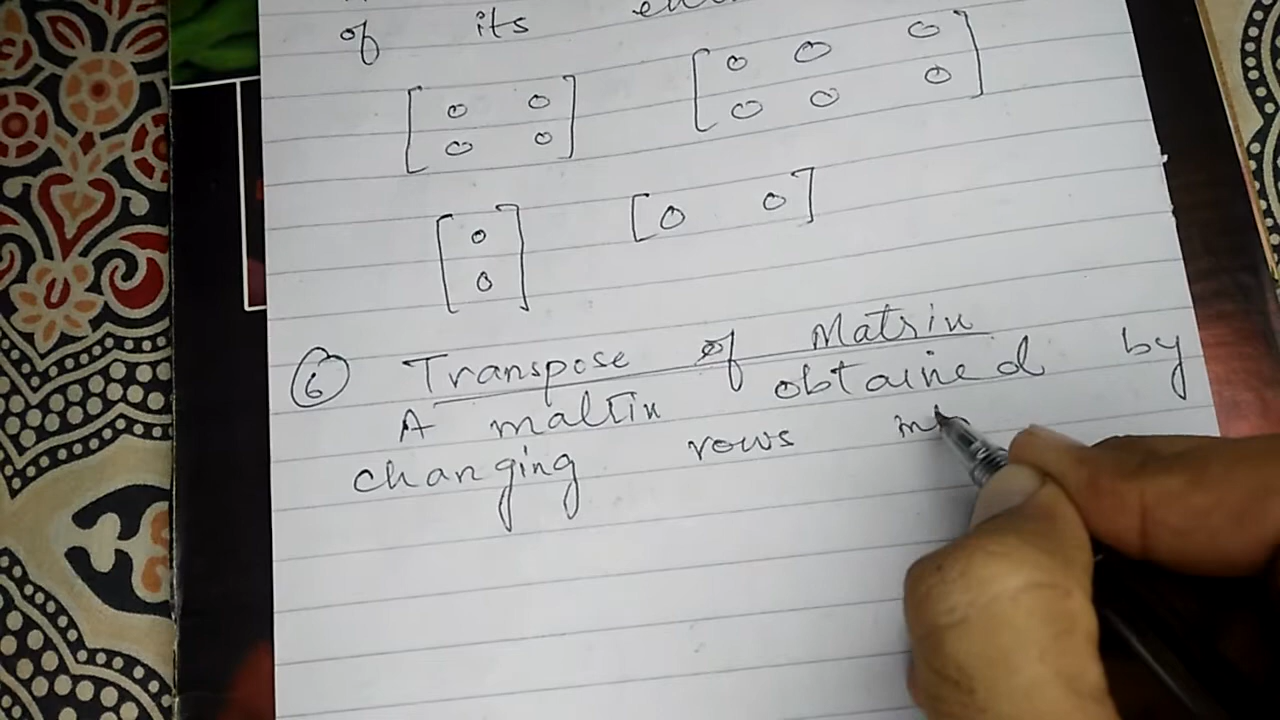 of its
[ 0 0
0 0 ]
[ 0 0 0
0 0 0 ]
[ 0
0 ]
[ 0 0 ]
6 Transpose of Matrix
A matrix obtained by
changing rows